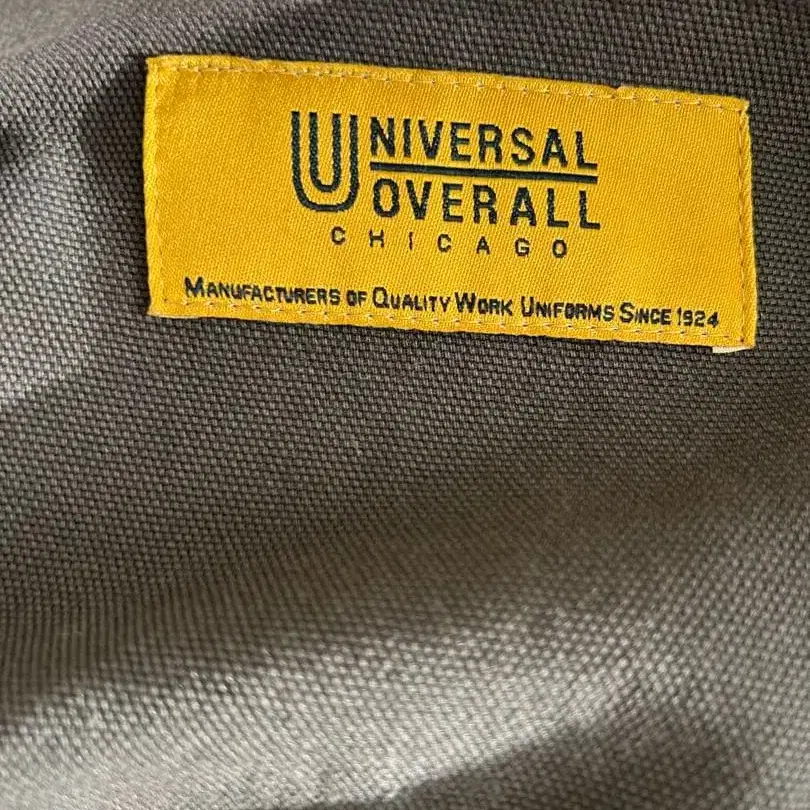 UNIVERSAL
OVERALL
CHICAGO
MANUFACTURERS OF QUALITY WORK UNIFORMS SINCE 1924